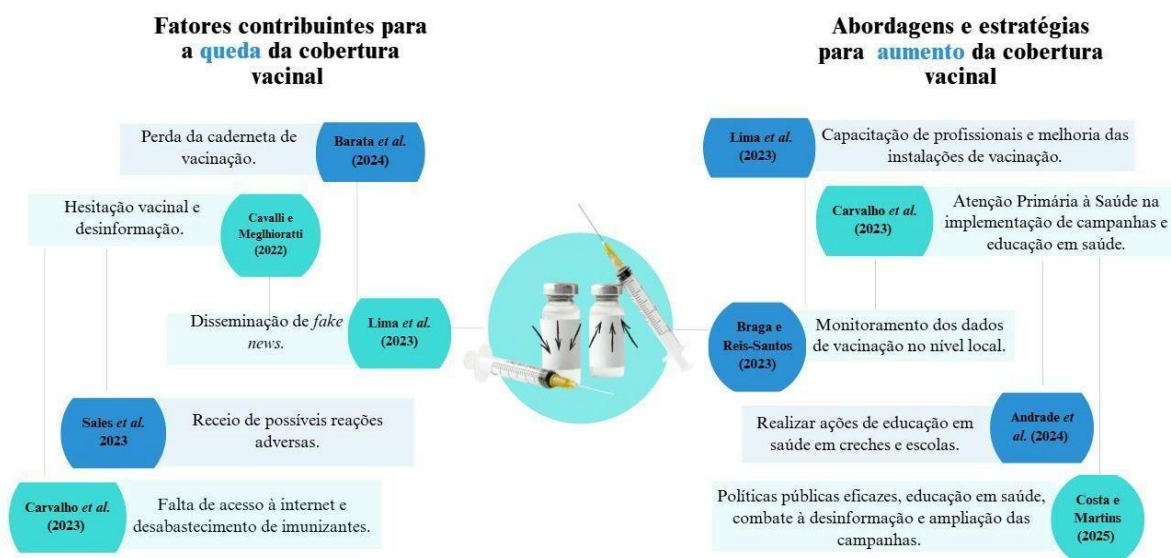 Fatores contribuintes para
a queda da cobertura
vacinal
Perda da caderneta de
vacinação.
Barata et al.
(2024)
Hesitação vacinal e
desinformação.
Cavalli e
Meglhioratti
(2022)
Disseminação de fake
news.
Lima et al.
(2023)
Sales et al.
2023
Receio de possíveis reações
adversas.
Carvalho et al.
(2023)
Falta de acesso à internet e
desabastecimento de imunizantes.
Abordagens e estratégias
para aumento da cobertura
vacinal
Lima et al.
(2023)
Capacitação de profissionais e melhoria das
instalações de vacinação.
Carvalho et al.
(2023)
Atenção Primária à Saúde na
implementação de campanhas e
educação em saúde.
Braga e
Reis-Santos
(2023)
Monitoramento dos dados
de vacinação no nível local.
Realizar ações de educação em
saúde em creches e escolas.
Andrade et
al. (2024)
Políticas públicas eficazes, educação em saúde,
combate à desinformação e ampliação das
campanhas.
Costa e
Martins
(2025)